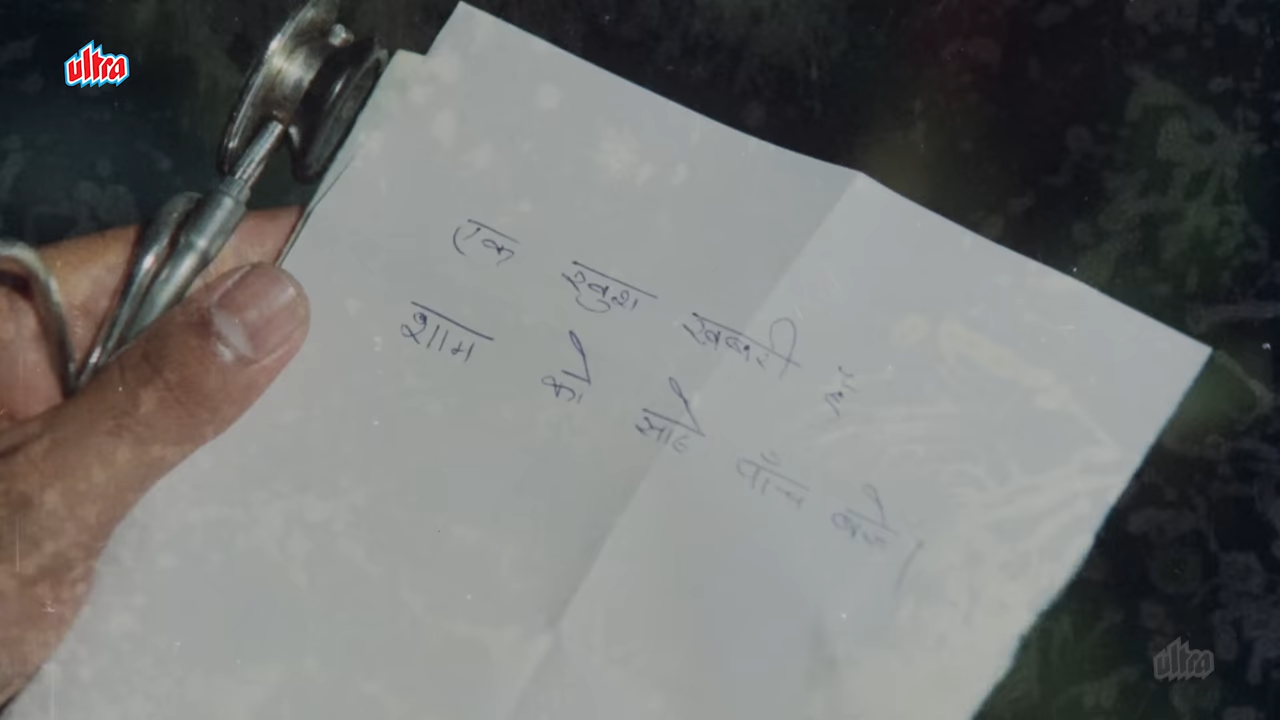 ultra
एक खुश खबरी
शाम को साढे पाँच बजे
ultra